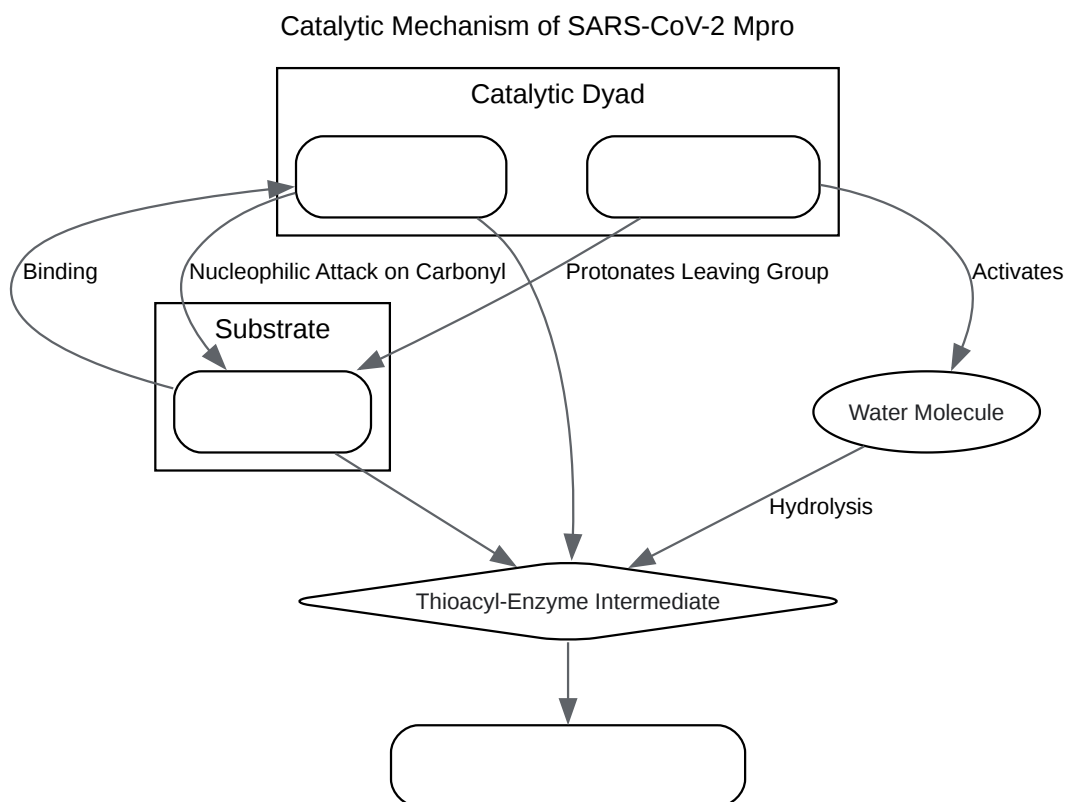 Catalytic Mechanism of SARS-CoV-2 Mpro
Catalytic Dyad
Binding
Nucleophilic Attack on Carbonyl
Protonates Leaving Group
Activates
Substrate
Water Molecule
Hydrolysis
Thioacyl-Enzyme Intermediate